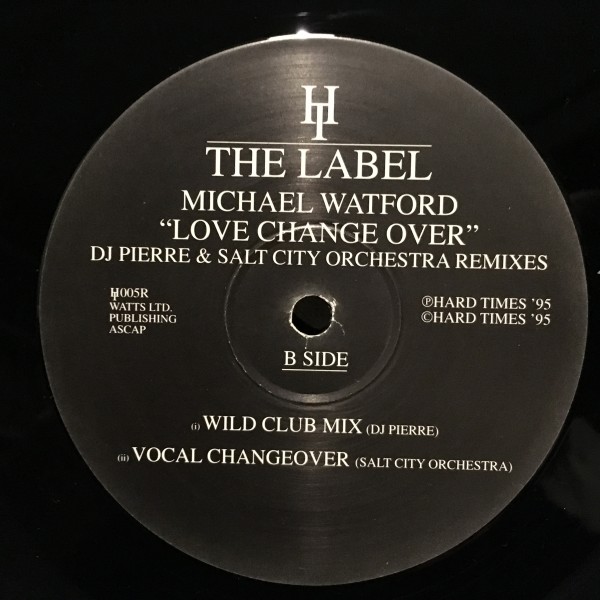 HT
THE LABEL
MICHAEL WATFORD
“LOVE CHANGE OVER”
DJ PIERRE & SALT CITY ORCHESTRA REMIXES
HT005R
WATTS LTD.
PUBLISHING
ASCAP
℗HARD TIMES ’95
©HARD TIMES ’95
B SIDE
(i) WILD CLUB MIX (DJ PIERRE)
(ii) VOCAL CHANGEOVER (SALT CITY ORCHESTRA)